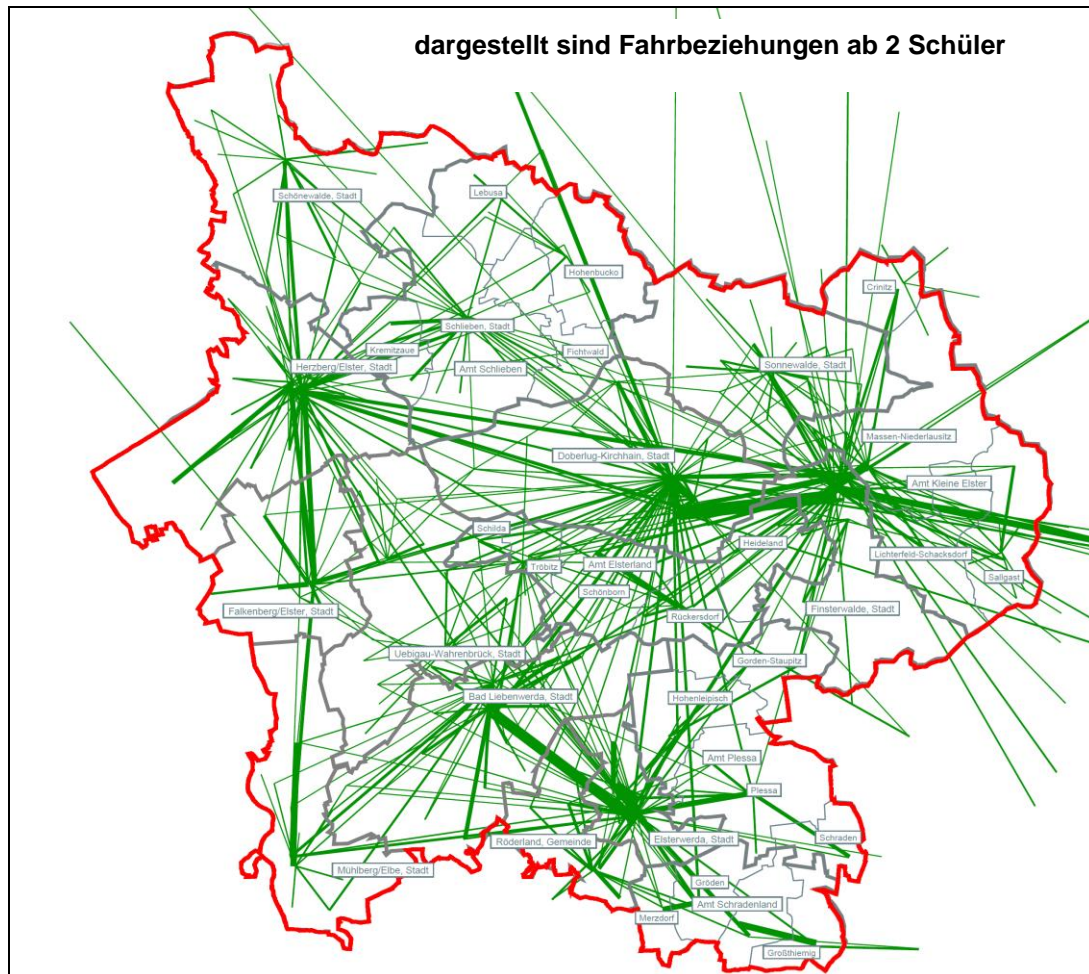 dargestellt sind Fahrbeziehungen ab 2 Schüler
Schönewalde, Stadt
Lebusa
Hohenbucko
Crinitz
Schlieben, Stadt
Kremitzaue
Fichtwald
Herzberg/Elster, Stadt
Amt Schlieben
Sonnewalde, Stadt
Massen-Niederlausitz
Doberlug-Kirchhain, Stadt
Amt Kleine Elster
Schilda
Heideland
Lichterfeld-Schacksdorf
Tröbitz
Amt Elsterland
Sallgast
Schönborn
Falkenberg/Elster, Stadt
Rückersdorf
Finsterwalde, Stadt
Uebigau-Wahrenbrück, Stadt
Gorden-Staupitz
Bad Liebenwerda, Stadt
Hohenleipisch
Amt Plessa
Plessa
Röderland, Gemeinde
Elsterwerda, Stadt
Schraden
Mühlberg/Elbe, Stadt
Gröden
Amt Schradenland
Merzdorf
Großthiemig